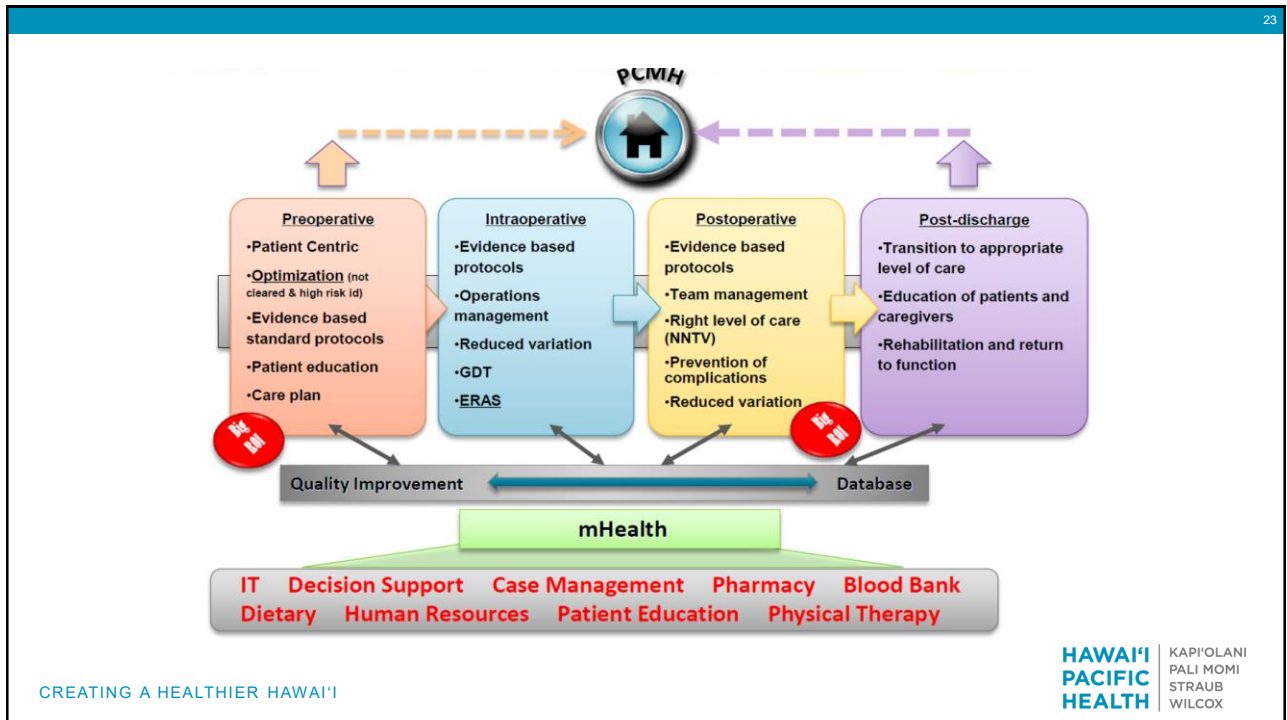 23
PCMH
Preoperative
•Patient Centric
•Optimization (not
cleared & high risk id)
•Evidence based
standard protocols
•Patient education
•Care plan
Big
ROI
Intraoperative
•Evidence based
protocols
•Operations
management
•Reduced variation
•GDT
•ERAS
Postoperative
•Evidence based
protocols
•Team management
•Right level of care
(NNTV)
•Prevention of
complications
•Reduced variation
Big
ROI
Post-discharge
•Transition to appropriate
level of care
•Education of patients and
caregivers
•Rehabilitation and return
to function
Quality Improvement
Database
mHealth
IT Decision Support Case Management Pharmacy Blood Bank
Dietary Human Resources Patient Education Physical Therapy
CREATING A HEALTHIER HAWAIʻI
HAWAIʻI
PACIFIC
HEALTH
KAPIʻOLANI
PALI MOMI
STRAUB
WILCOX